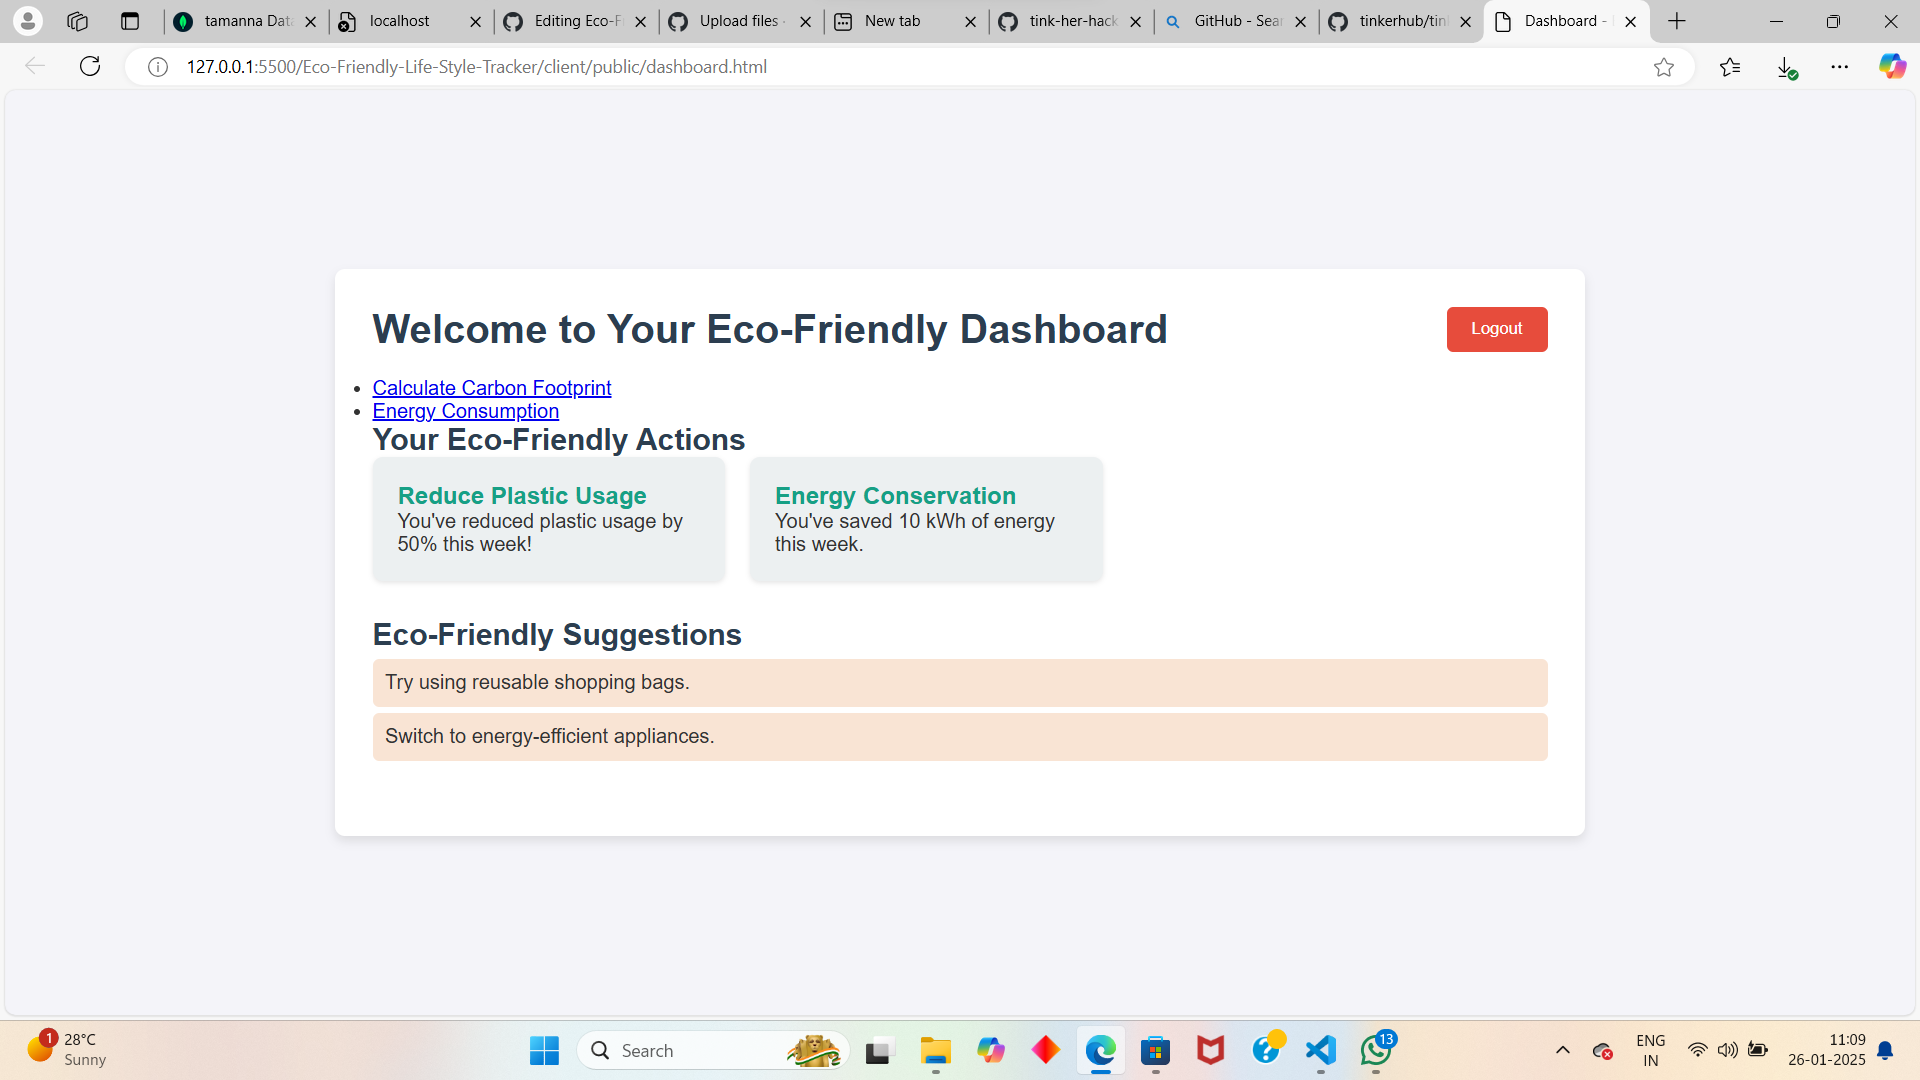 tamanna Dat
localhost
Editing Eco-F
Upload files
New tab
tink-her-hack
GitHub - Sear
tinkerhub/tin
Dashboard -
127.0.0.1:5500/Eco-Friendly-Life-Style-Tracker/client/public/dashboard.html
Welcome to Your Eco-Friendly Dashboard
Logout
Calculate Carbon Footprint
Energy Consumption
Your Eco-Friendly Actions
Reduce Plastic Usage
You've reduced plastic usage by
50% this week!
Energy Conservation
You've saved 10 kWh of energy
this week.
Eco-Friendly Suggestions
Try using reusable shopping bags.
Switch to energy-efficient appliances.
1
28°C
Sunny
Search
13
ENG
IN
11:09
26-01-2025